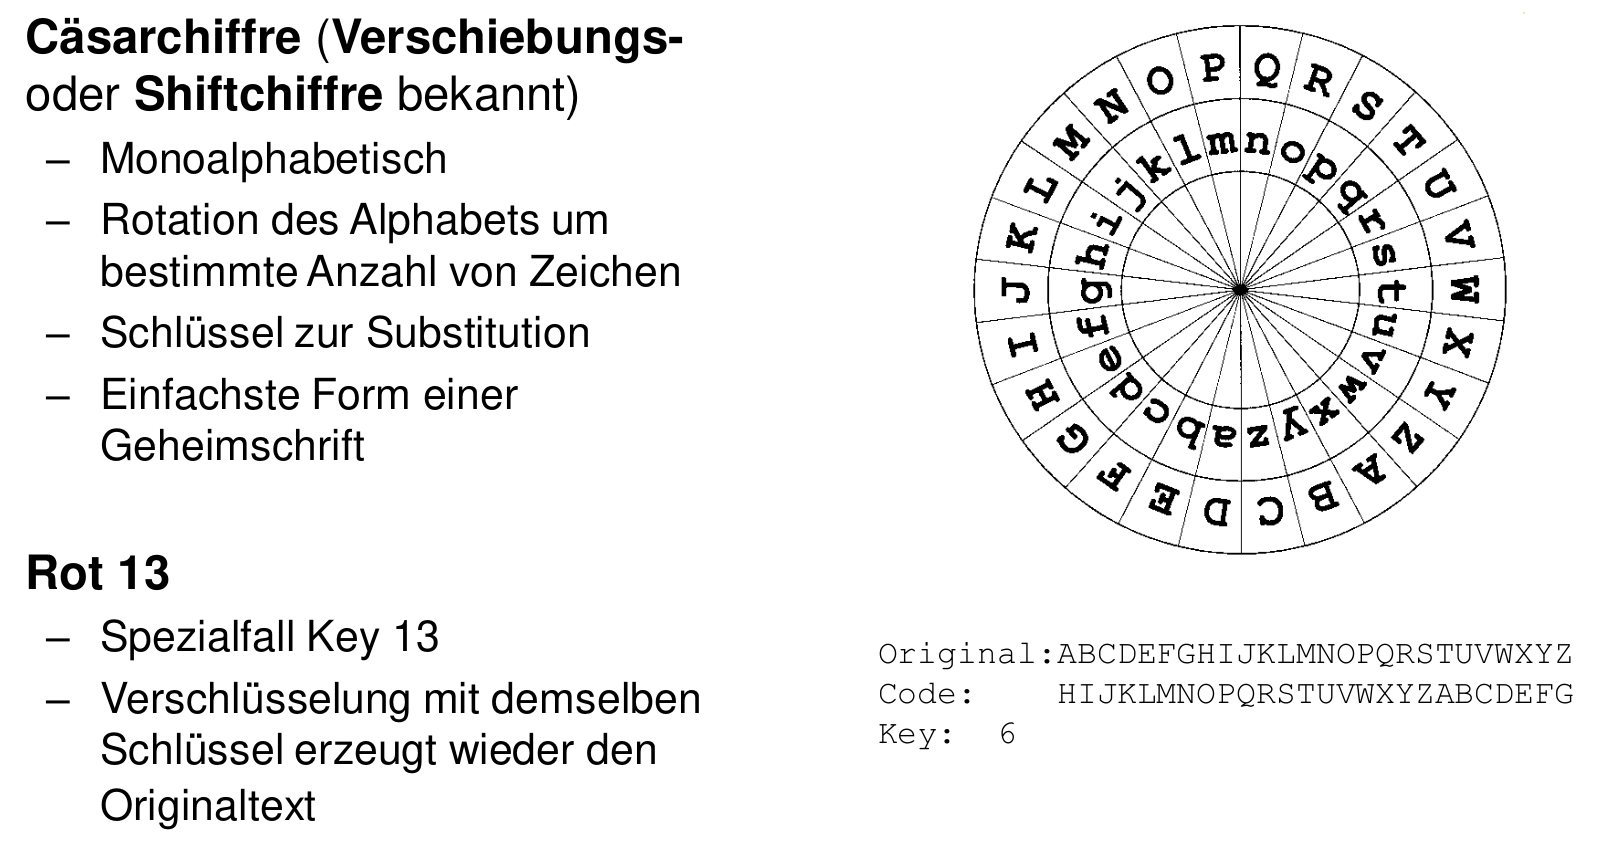 Cäsarchiffre (Verschiebungs-
oder Shiftchiffre bekannt)
– Monoalphabetisch
– Rotation des Alphabets um
bestimmte Anzahl von Zeichen
– Schlüssel zur Substitution
– Einfachste Form einer
Geheimschrift
Rot 13
– Spezialfall Key 13
– Verschlüsselung mit demselben
Schlüssel erzeugt wieder den
Originaltext
Q R S T U V W X Y Z A B C D E F G H I J K L M N O P
n o p q r s t u v w x y z a b c d e f g h i j k l m
Original:ABCDEFGHIJKLMNOPQRSTUVWXYZ
Code: HIJKLMNOPQRSTUVWXYZABCDEFG
Key: 6